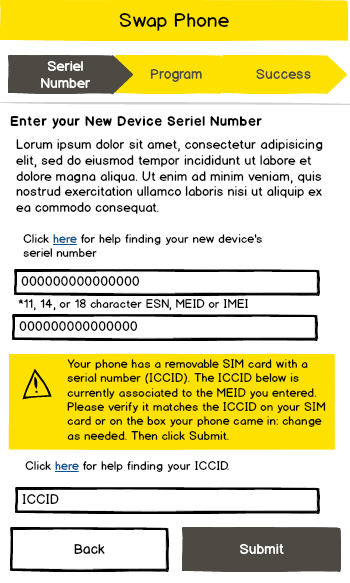 Swap Phone
Seriel
Number
Program
Success
Enter your New Device Seriel Number
Lorum ipsum dolor sit amet, consectetur adipisicing
elit, sed do eiusmod tempor incididunt ut labore et
dolore magna aliqua. Ut enim ad minim veniam, quis
nostrud exercitation ullamco laboris nisi ut aliquip ex
ea commodo consequat.
Click here for help finding your new device's
seriel number
000000000000000
*11, 14, or 18 character ESN, MEID or IMEI
000000000000000
Your phone has a removable SIM card with a
serial number (ICCID). The ICCID below is
currently associated to the MEID you entered.
Please verify it matches the ICCID on your SIM
card or on the box your phone came in: change
as needed. Then click Submit.
Click here for help finding your ICCID.
ICCID
Back
Submit